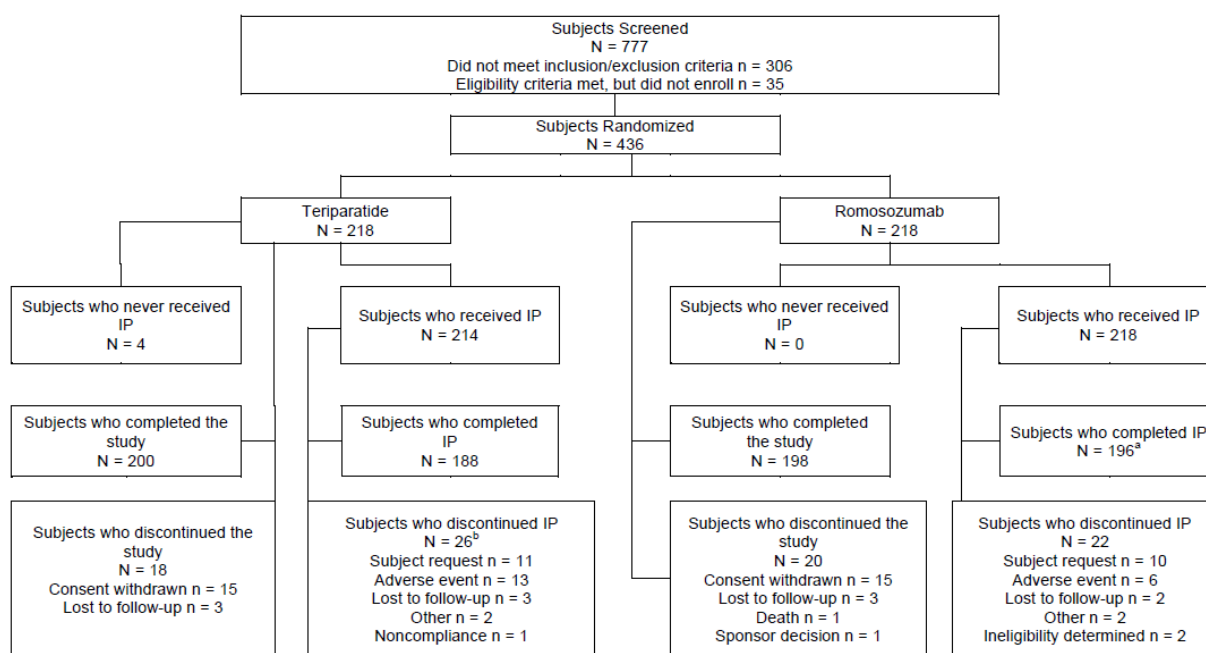 Subjects Screened
N = 777
Did not meet inclusion/exclusion criteria n = 306
Eligibility criteria met, but did not enroll n = 35
Subjects Randomized
N = 436
Teriparatide
N = 218
Romosozumab
N = 218
Subjects who never received
IP
N = 4
Subjects who received IP
N = 214
Subjects who never received
IP
N = 0
Subjects who received IP
N = 218
Subjects who completed the
study
N = 200
Subjects who completed
IP
N = 188
Subjects who completed
the study
N = 198
Subjects who completed IP
N = 196a
Subjects who discontinued the
study
N = 18
Consent withdrawn n = 15
Lost to follow-up n = 3
Subjects who discontinued IP
N = 26b
Subject request n = 11
Adverse event n = 13
Lost to follow-up n = 3
Other n = 2
Noncompliance n = 1
Subjects who discontinued the
study
N = 20
Consent withdrawn n = 15
Lost to follow-up n = 3
Death n = 1
Sponsor decision n = 1
Subjects who discontinued IP
N = 22
Subject request n = 10
Adverse event n = 6
Lost to follow-up n = 2
Other n = 2
Ineligibility determined n = 2